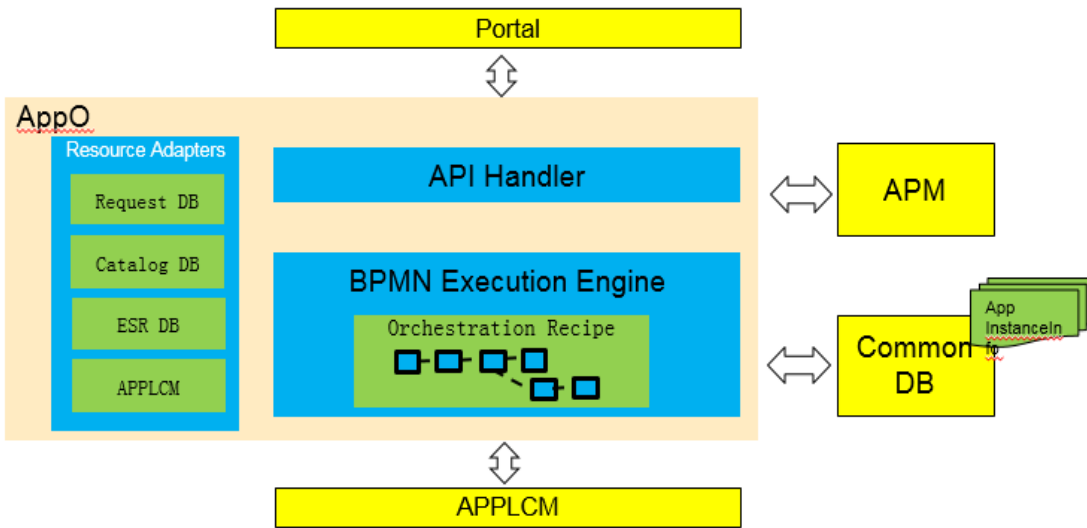 Portal
AppO
Resource Adapters
Request DB
Catalog DB
ESR DB
APPLCM
API Handler
BPMN Execution Engine
Orchestration Recipe
APM
App
InstanceIn
fo
Common
DB
APPLCM